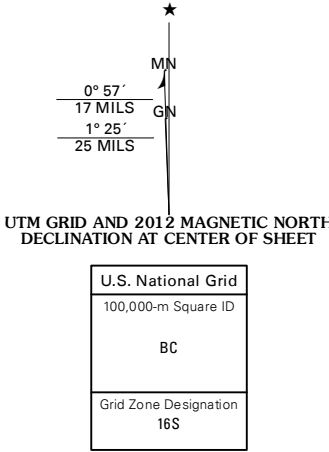 ★
MN
0° 57´
17 MILS
GN
1° 25´
25 MILS
UTM GRID AND 2012 MAGNETIC NORTH
DECLINATION AT CENTER OF SHEET
U.S. National Grid
100,000-m Square ID
BC
Grid Zone Designation
16S